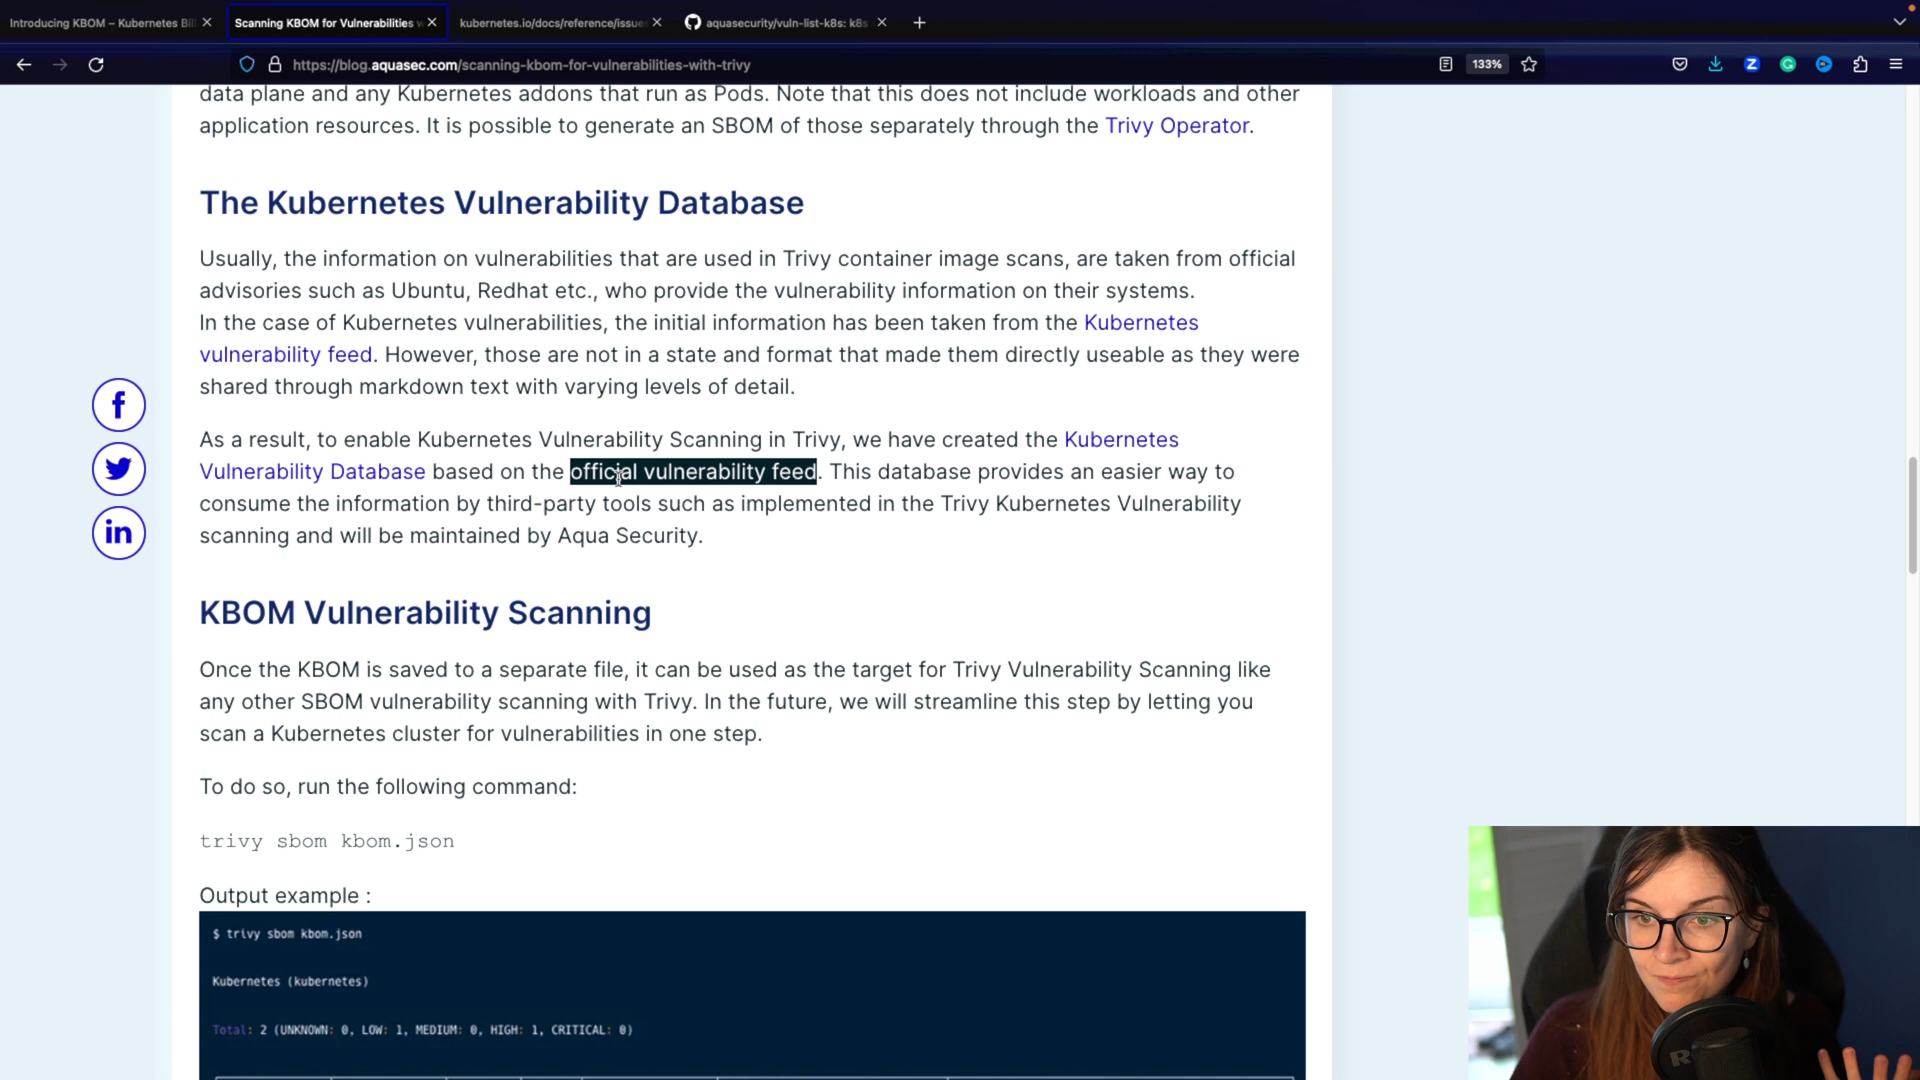 Introducing KBOM – Kubernetes Bil
Scanning KBOM for Vulnerabilities
kubernetes.io/docs/reference/issue
aquasecurity/vuln-list-k8s: k8s
https://blog.aquasec.com/scanning-kbom-for-vulnerabilities-with-trivy
133%
data plane and any Kubernetes addons that run as Pods. Note that this does not include workloads and other
application resources. It is possible to generate an SBOM of those separately through the Trivy Operator.
The Kubernetes Vulnerability Database
Usually, the information on vulnerabilities that are used in Trivy container image scans, are taken from official
advisories such as Ubuntu, Redhat etc., who provide the vulnerability information on their systems.
In the case of Kubernetes vulnerabilities, the initial information has been taken from the Kubernetes
vulnerability feed. However, those are not in a state and format that made them directly useable as they were
shared through markdown text with varying levels of detail.
As a result, to enable Kubernetes Vulnerability Scanning in Trivy, we have created the Kubernetes
Vulnerability Database based on the official vulnerability feed. This database provides an easier way to
consume the information by third-party tools such as implemented in the Trivy Kubernetes Vulnerability
scanning and will be maintained by Aqua Security.
KBOM Vulnerability Scanning
Once the KBOM is saved to a separate file, it can be used as the target for Trivy Vulnerability Scanning like
any other SBOM vulnerability scanning with Trivy. In the future, we will streamline this step by letting you
scan a Kubernetes cluster for vulnerabilities in one step.
To do so, run the following command:
trivy sbom kbom.json
Output example :
$ trivy sbom kbom.json
Kubernetes (kubernetes)
Total: 2 (UNKNOWN: 0, LOW: 1, MEDIUM: 0, HIGH: 1, CRITICAL: 0)